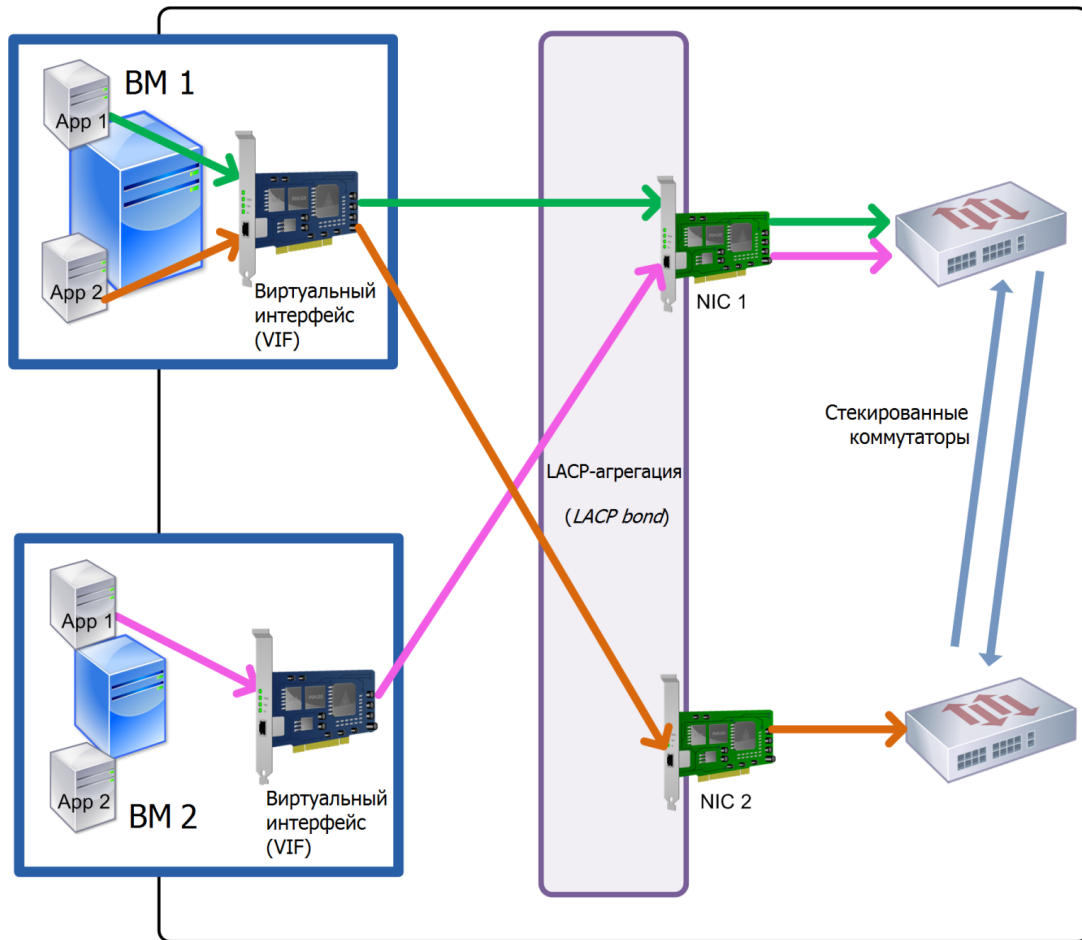 ВМ 1
App 1
App 2
Виртуальный
интерфейс
(VIF)
NIC 1
Стекированные
коммутаторы
LACP-агрегация
(LACP bond)
App 1
App 2
ВМ 2
Виртуальный
интерфейс
(VIF)
NIC 2